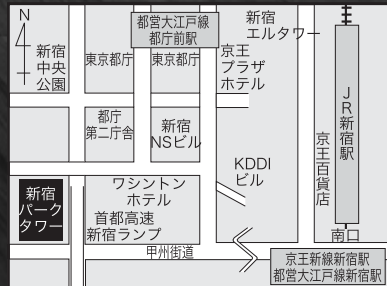 N
都営大江戸線
都庁前駅
新宿
エルタワー
新宿
中央
公園
東京都庁
東京都庁
京王
プラザ
ホテル
JR新宿駅
都庁
第二庁舎
新宿
NSビル
京王百貨店
KDDI
ビル
新宿
パーク
タワー
ワシントン
ホテル
首都高速
新宿ランプ
南口
甲州街道
京王新線新宿駅
都営大江戸線新宿駅